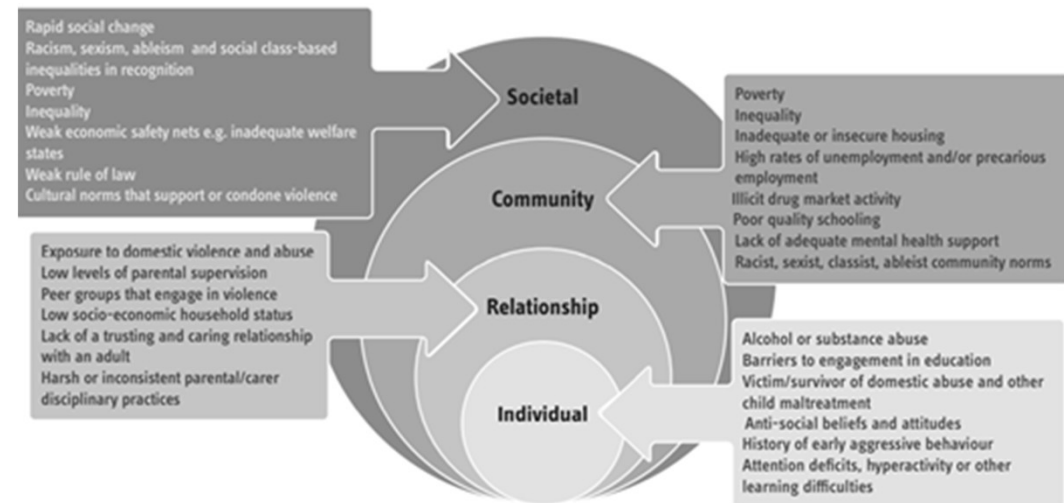 Rapid social change
Racism, sexism, ableism and social class-based
inequalities in recognition
Poverty
Inequality
Weak economic safety nets e.g. inadequate welfare
states
Weak rule of law
Cultural norms that support or condone violence
Societal
Poverty
Inequality
Inadequate or insecure housing
High rates of unemployment and/or precarious
employment
Illicit drug market activity
Poor quality schooling
Lack of adequate mental health support
Racist, sexist, classist, ableist community norms
Community
Exposure to domestic violence and abuse
Low levels of parental supervision
Peer groups that engage in violence
Low socio-economic household status
Lack of a trusting and caring relationship
with an adult
Harsh or inconsistent parental/carer
disciplinary practices
Relationship
Alcohol or substance abuse
Barriers to engagement in education
Victim/survivor of domestic abuse and other
child maltreatment
Anti-social beliefs and attitudes
History of early aggressive behaviour
Attention deficits, hyperactivity or other
learning difficulties
Individual